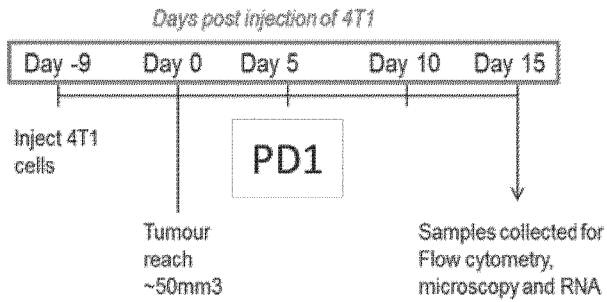 Days post injection of 4T1
Day -9 Day 0 Day 5 Day 10 Day 15
Inject 4T1
cells
PD1
Tumour
reach
~50mm3
Samples collected for
Flow cytometry,
microscopy and RNA